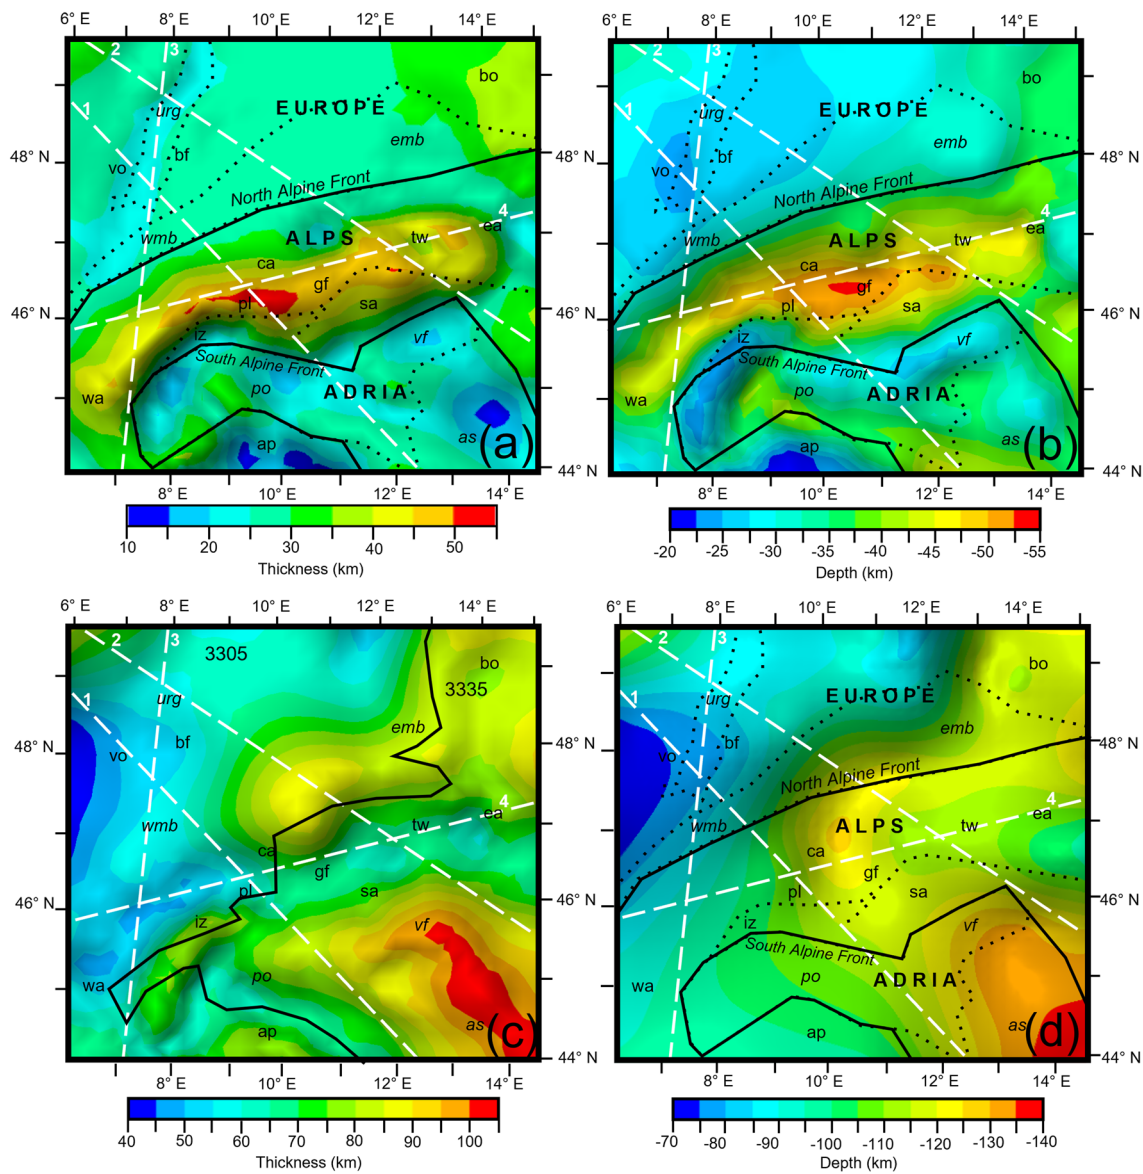 6° E 8° E 10° E 12° E 14° E
2 3
bo
1 urg EUROPE
emb
48° N vo bf
North Alpine Front
4
wmb ALPS tw ea
ca
gf
pl sa
46° N
iz vf
South Alpine Front
po ADRIA
wa
as (a)
ap
44° N
8° E 10° E 12° E 14° E
10 20 30 40 50
Thickness (km)
6° E 8° E 10° E 12° E 14° E
2 3
bo
1 urg EUROPE
emb
48° N vo bf
North Alpine Front
4
wmb ALPS tw ea
ca
gf
pl sa
46° N
iz vf
South Alpine Front
po ADRIA
wa
as (b)
ap
44° N
8° E 10° E 12° E 14° E
-20 -25 -30 -35 -40 -45 -50 -55
Depth (km)
6° E 8° E 10° E 12° E 14° E
2 3 3305
bo
3335
1 urg
emb
48° N vo bf
4
wmb tw ea
ca
gf
pl sa
46° N
iz vf
po
wa
as (c)
ap
44° N
8° E 10° E 12° E 14° E
40 50 60 70 80 90 100
Thickness (km)
6° E 8° E 10° E 12° E 14° E
2 3
bo
1 urg EUROPE
emb
48° N vo bf
North Alpine Front
4
wmb ALPS tw ea
ca
gf
pl sa
46° N
iz vf
South Alpine Front
po ADRIA
wa
as (d)
ap
44° N
8° E 10° E 12° E 14° E
-70 -80 -90 -100 -110 -120 -130 -140
Depth (km)